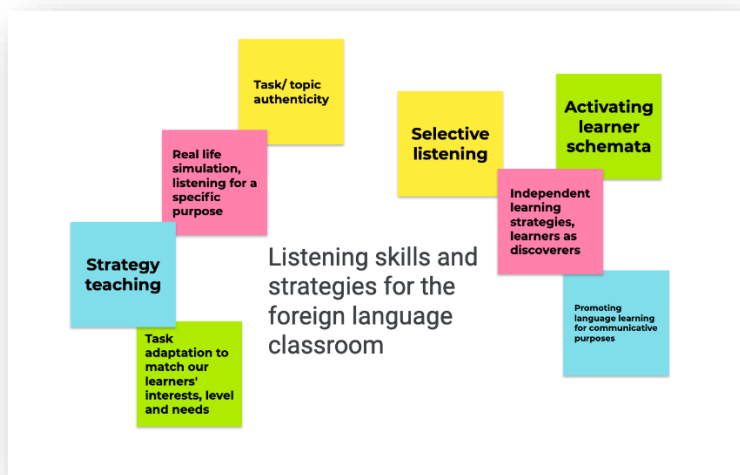 Task/ topic
authenticity
Real life
simulation,
listening for a
specific
purpose
Strategy
teaching
Task
adaptation to
match our
learners'
interests, level
and needs
Listening skills and
strategies for the
foreign language
classroom
Selective
listening
Activating
learner
schemata
Independent
learning
strategies,
learners as
discoverers
Promoting
language learning
for communicative
purposes